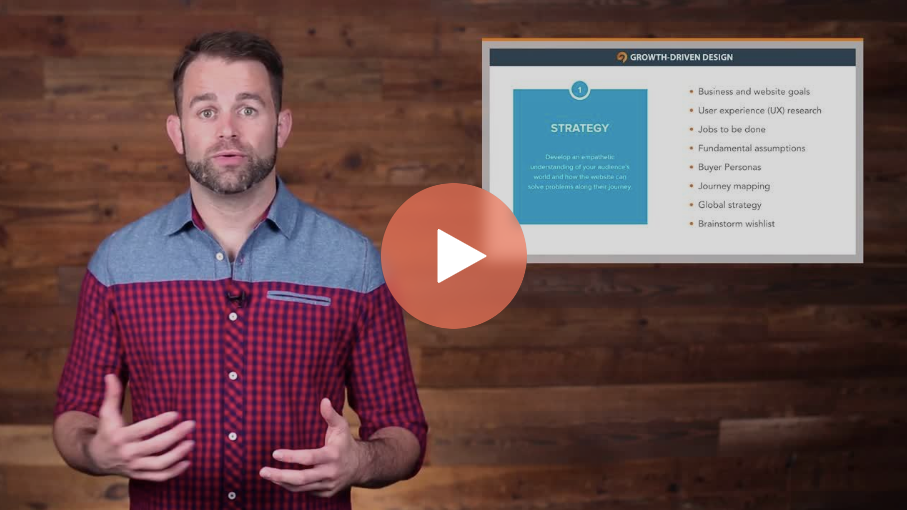 GROWTH-DRIVEN DESIGN
1
STRATEGY
Develop an empathetic
understanding of your audience's
world and how the website can
solve problems along their journey.
Business and website goals
User experience (UX) research
Jobs to be done
Fundamental assumptions
Buyer Personas
Journey mapping
Global strategy
Brainstorm wishlist